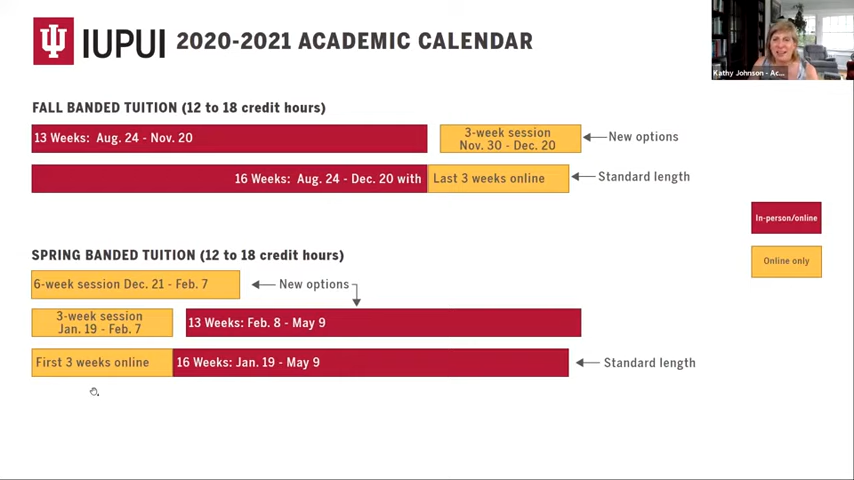 IUPUI 2020-2021 ACADEMIC CALENDAR
Kathy Johnson - Ac...
FALL BANDED TUITION (12 to 18 credit hours)
13 Weeks: Aug. 24 - Nov. 20
3-week session
Nov. 30 - Dec. 20
New options
16 Weeks: Aug. 24 - Dec. 20 with
Last 3 weeks online
Standard length
In-person/online
Online only
SPRING BANDED TUITION (12 to 18 credit hours)
6-week session Dec. 21 - Feb. 7
New options
3-week session
Jan. 19 - Feb. 7
13 Weeks: Feb. 8 - May 9
First 3 weeks online
16 Weeks: Jan. 19 - May 9
Standard length